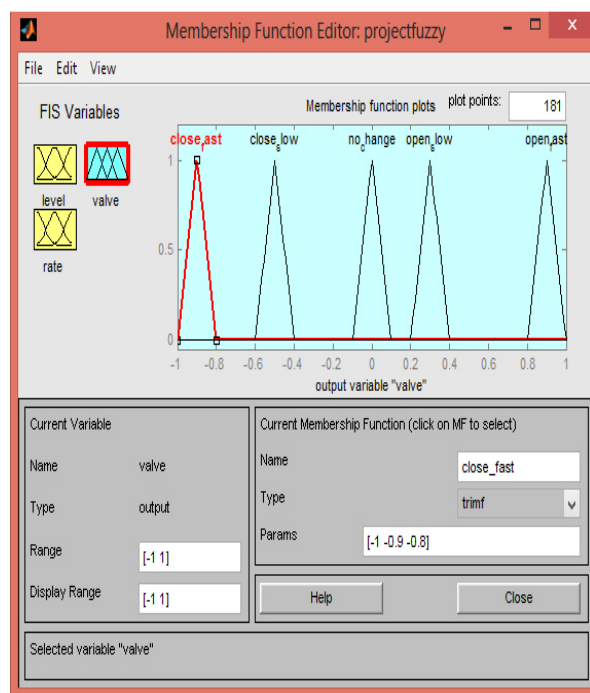 Membership Function Editor: projectfuzzy
File Edit View
FIS Variables
level
valve
rate
Membership function plots
plot points:
181
close_fast
close_slow
no_change
open_slow
open_fast
1
0.5
0
-1 -0.8 -0.6 -0.4 -0.2 0 0.2 0.4 0.6 0.8 1
output variable "valve"
Current Variable
Name valve
Type output
Range [-1 1]
Display Range [-1 1]
Current Membership Function (click on MF to select)
Name close_fast
Type trimf
Params [-1 -0.9 -0.8]
Help Close
Selected variable "valve"